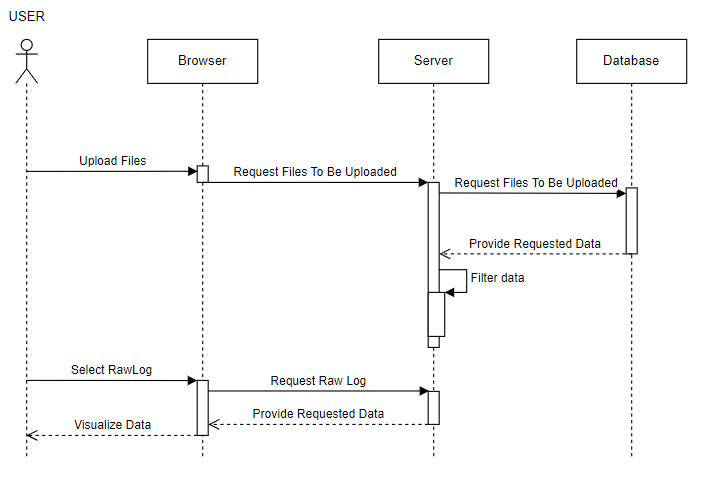 USER
Browser
Server
Database
Upload Files
Request Files To Be Uploaded
Request Files To Be Uploaded
Provide Requested Data
Filter data
Select RawLog
Request Raw Log
Provide Requested Data
Visualize Data